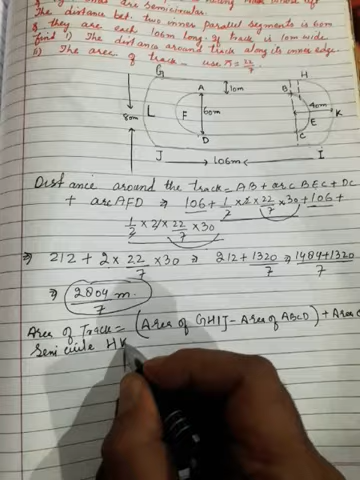 are semicircular.
The distance bet. two inner parallel segments is 60m
& they are each 106m long. If track is 10m wide
find i) The distance around track along its inner edge.
ii) The area of track - use π = 22/7
G H
A 10m B
80m L F 60m 40m K
E
D C
J → 106m → I
Distance around the track = AB + arc BEC + DC
+ arc AFD ⇒ 106 + 1/2 × 2 × 22/7 × 30 + 106 +
1/2 × 2 × 22/7 × 30
⇒ 212 + 2 × 22/7 × 30 ⇒ 212 + 1320/7 ⇒ 1484+1320/7
⇒ 2804/7 m.
Area of Track = (Area of GHIJ - Area of ABCD) + Area
Semi circle HK